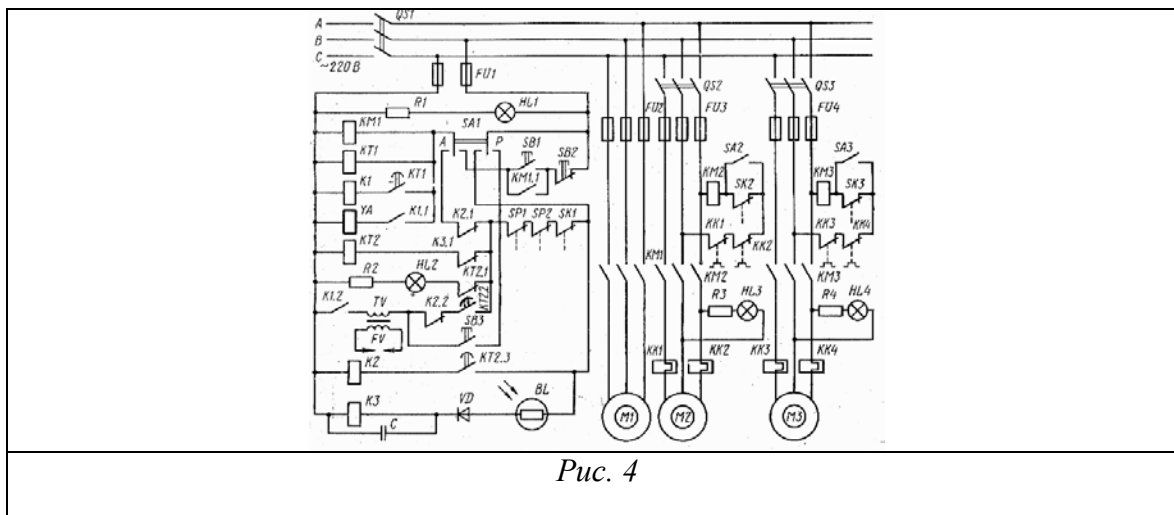 A QS1
B
C
~220 В FU1 QS2 QS3
R1 HL1 FU2 FU3 FU4
KM1 SA1
A P SB1 SB2 SA2 SA3
KT1 KM2 KM3
KT1 KM1.1 SK2 SK3
K1
YA K1.1 K2.1 SP1 SP2 SK1
KK1 KK3 KK4
KT2 K3.1 KK2
R2 HL2 KT2.1 KM1 KM2 KM3
K1.2 TV K2.2 KT2.2 R3 HL3 R4 HL4
FV SB3
K2 KT2.3 KK1 KK2 KK3 KK4
K3 VD BL
C M1 M2 M3
Рис. 4